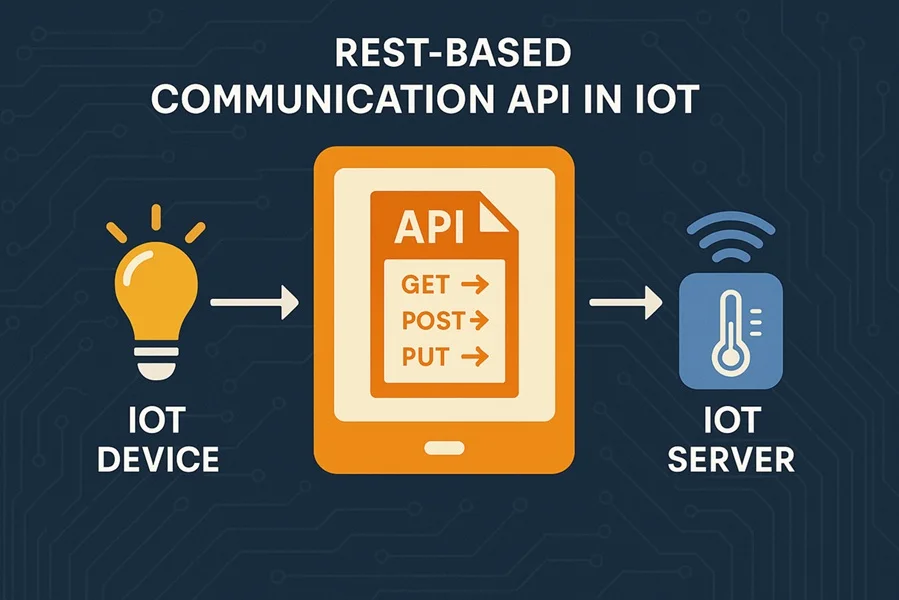 REST-BASED
COMMUNICATION API IN IOT
API
GET →
POST →
PUT →
IOT
DEVICE
IOT
SERVER